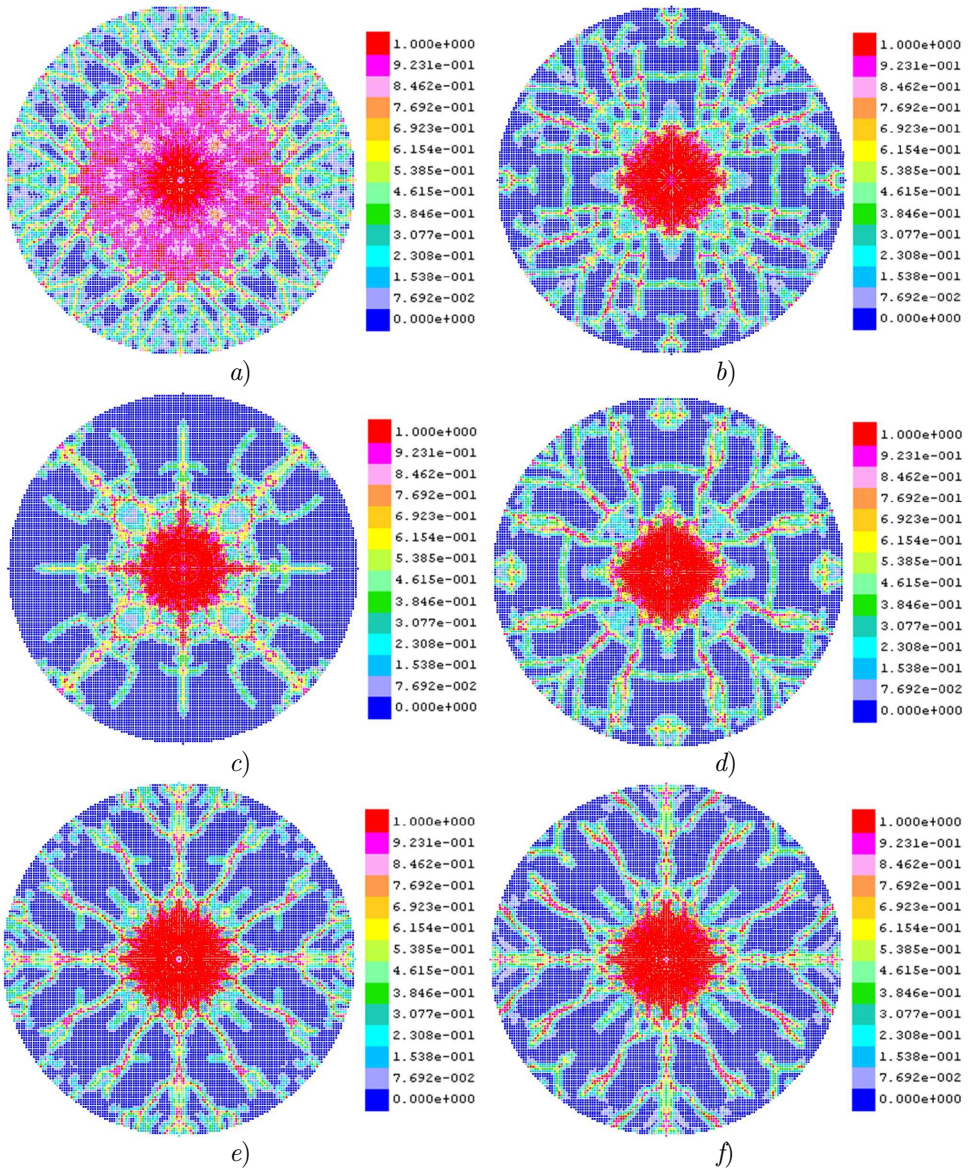 1.000e+000
9.231e-001
8.462e-001
7.692e-001
6.923e-001
6.154e-001
5.385e-001
4.615e-001
3.846e-001
3.077e-001
2.308e-001
1.538e-001
7.692e-002
0.000e+000
a)
1.000e+000
9.231e-001
8.462e-001
7.692e-001
6.923e-001
6.154e-001
5.385e-001
4.615e-001
3.846e-001
3.077e-001
2.308e-001
1.538e-001
7.692e-002
0.000e+000
b)
1.000e+000
9.231e-001
8.462e-001
7.692e-001
6.923e-001
6.154e-001
5.385e-001
4.615e-001
3.846e-001
3.077e-001
2.308e-001
1.538e-001
7.692e-002
0.000e+000
c)
1.000e+000
9.231e-001
8.462e-001
7.692e-001
6.923e-001
6.154e-001
5.385e-001
4.615e-001
3.846e-001
3.077e-001
2.308e-001
1.538e-001
7.692e-002
0.000e+000
d)
1.000e+000
9.231e-001
8.462e-001
7.692e-001
6.923e-001
6.154e-001
5.385e-001
4.615e-001
3.846e-001
3.077e-001
2.308e-001
1.538e-001
7.692e-002
0.000e+000
e)
1.000e+000
9.231e-001
8.462e-001
7.692e-001
6.923e-001
6.154e-001
5.385e-001
4.615e-001
3.846e-001
3.077e-001
2.308e-001
1.538e-001
7.692e-002
0.000e+000
f)